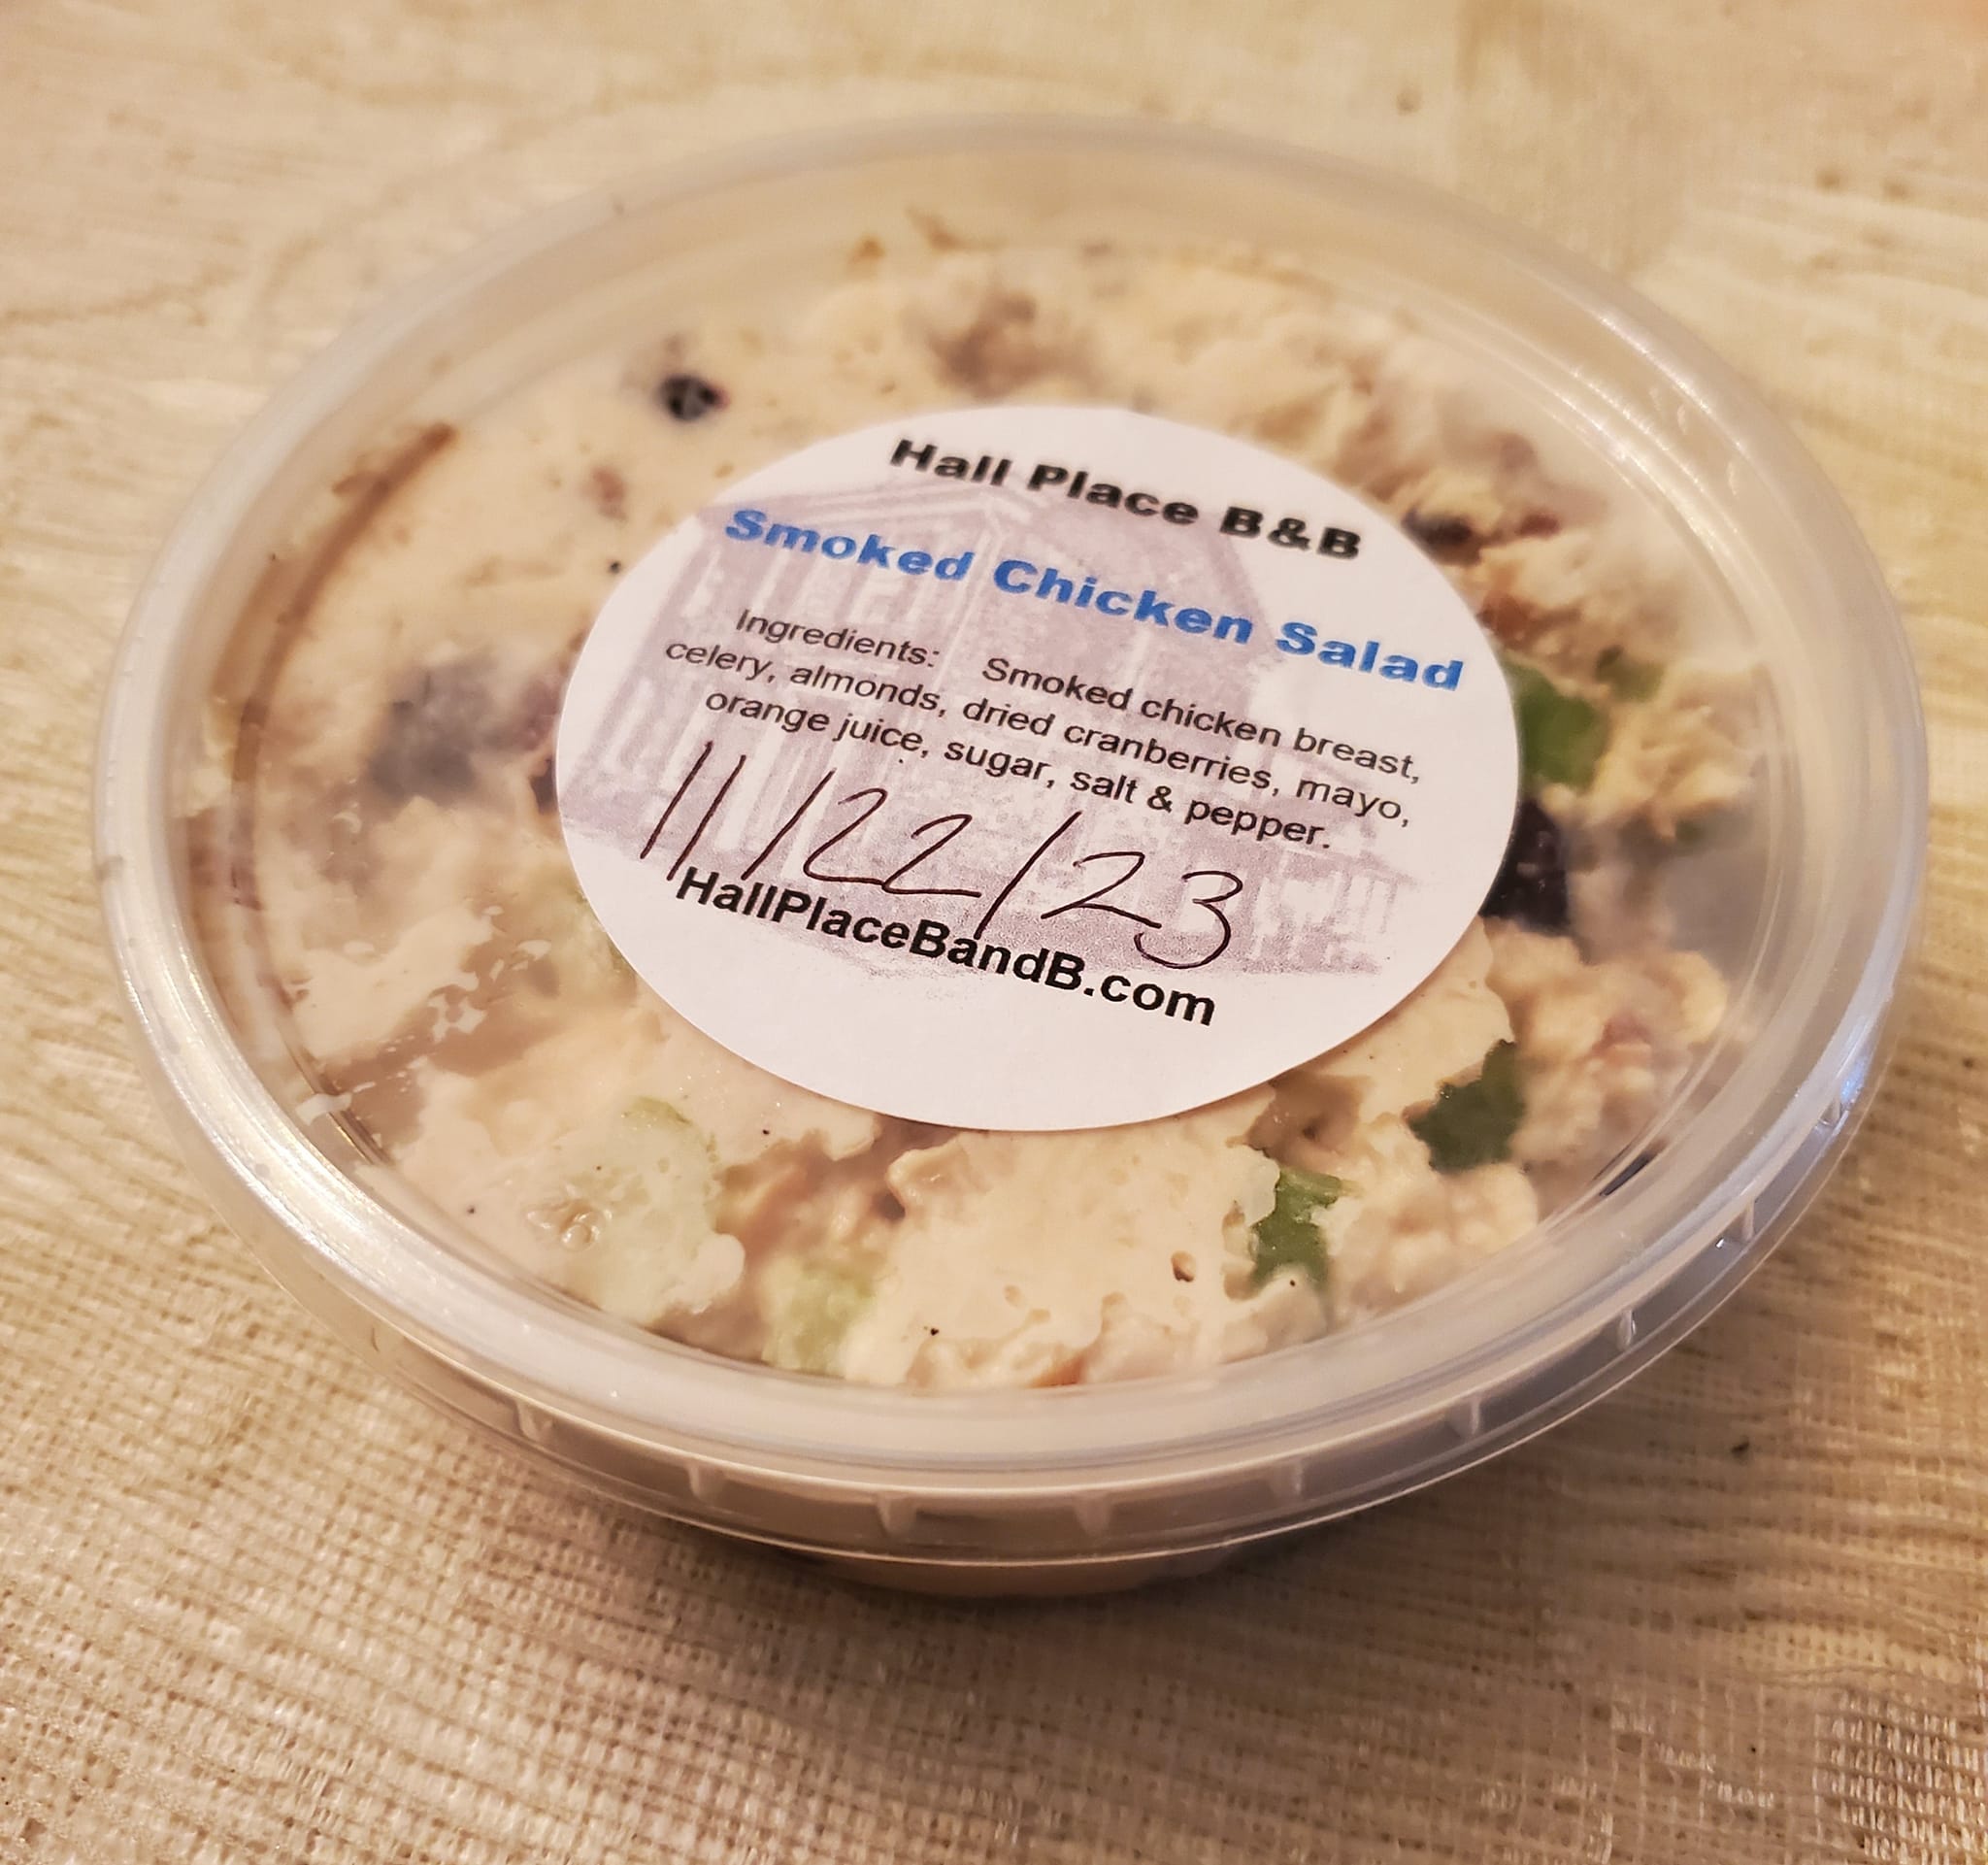 Hall Place B&B
Smoked Chicken Salad
Ingredients: Smoked chicken breast,
celery, almonds, dried cranberries, mayo,
orange juice, sugar, salt & pepper.
11/22/23
HallPlaceBandB.com